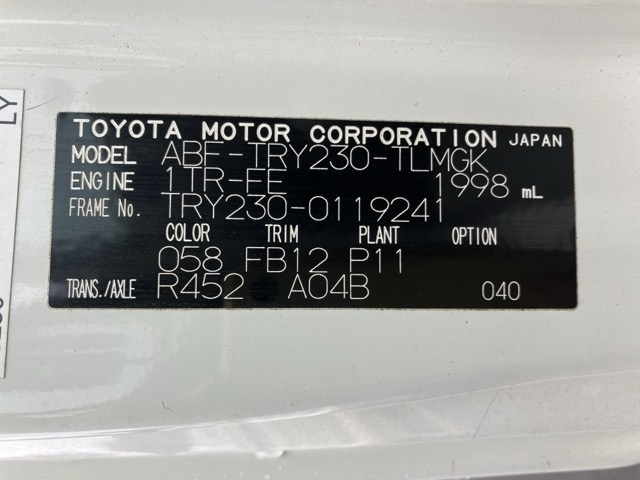 TOYOTA MOTOR CORPORATION JAPAN
MODEL ABF-TRY230-TLMGK
ENGINE 1TR-FE 1998 mL
FRAME No. TRY230-0119241
COLOR TRIM PLANT OPTION
058 FB12 P11
TRANS./AXLE R452 A04B 040
LY